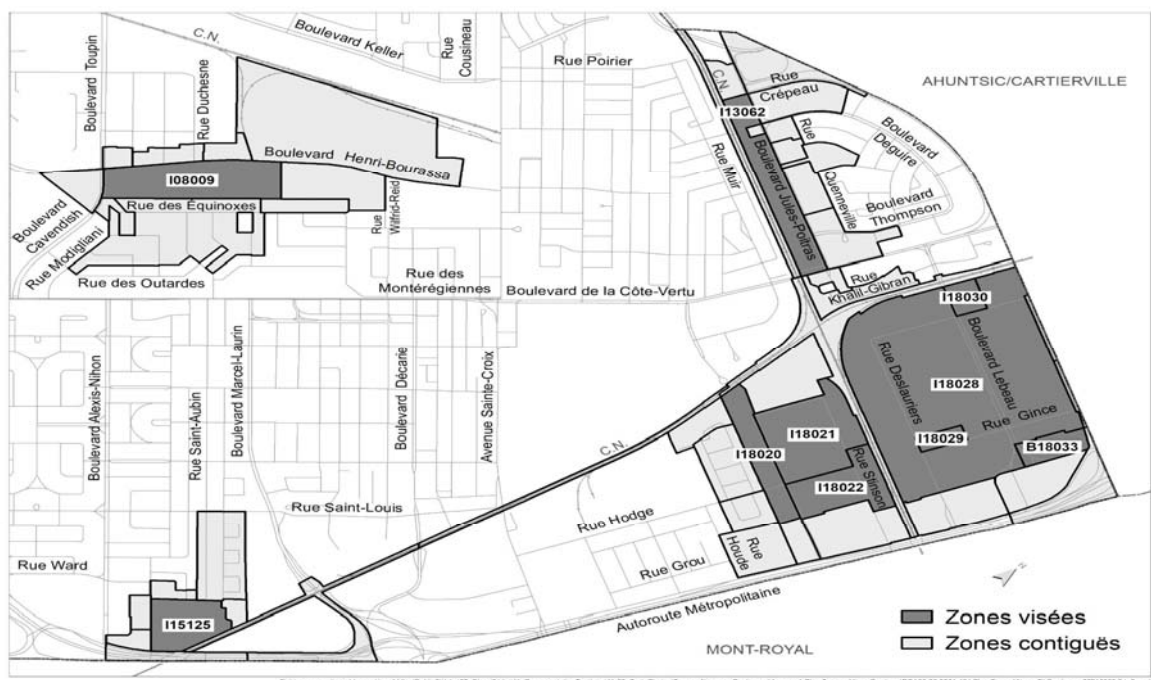 C.N.
Boulevard Keller
Rue
Cousineau
Boulevard Toupin
Rue Duchesne
Boulevard Henri-Bourassa
I08009
Rue des Équinoxes
Boulevard
Cavendish
Rue Modigliani
Rue
Wilfrid-Reid
Rue des Outardes
Rue des
Montérégiennes
Rue Poirier
C.N.
Rue
Crépeau
AHUNTSIC/CARTIERVILLE
I13062
Rue
Quenneville
Boulevard
Deguire
Rue Muir
Boulevard Jules-Poitras
Boulevard
Thompson
Boulevard de la Côte-Vertu
Rue
Khalil-Gibran
I18030
Boulevard Alexis-Nihon
Rue Saint-Aubin
Boulevard Marcel-Laurin
Boulevard Décarie
Avenue Sainte-Croix
Rue Deslauriers
Boulevard Lebeau
I18028
Rue Gince
I18029
B18033
C.N.
I18021
I18020
Rue Stinson
I18022
Rue Saint-Louis
Rue Hodge
Rue
Houde
Rue Grou
Rue Ward
I15125
Autoroute Métropolitaine
N
MONT-ROYAL
Zones visées
Zones contiguës